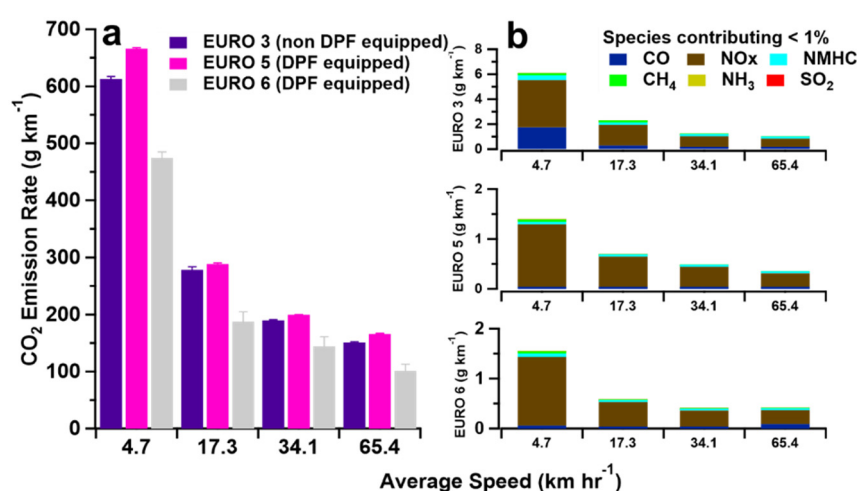 a
EURO 3 (non DPF equipped)
EURO 5 (DPF equipped)
EURO 6 (DPF equipped)
CO2 Emission Rate (g km-1)
700
600
500
400
300
200
100
0
4.7 17.3 34.1 65.4
b
Species contributing < 1%
CO NOx NMHC
CH4 NH3 SO2
EURO 3 (g km-1)
8
6
4
2
0
4.7 17.3 34.1 65.4
EURO 5 (g km-1)
2
1
0
4.7 17.3 34.1 65.4
EURO 6 (g km-1)
2
1
0
4.7 17.3 34.1 65.4
Average Speed (km hr-1)